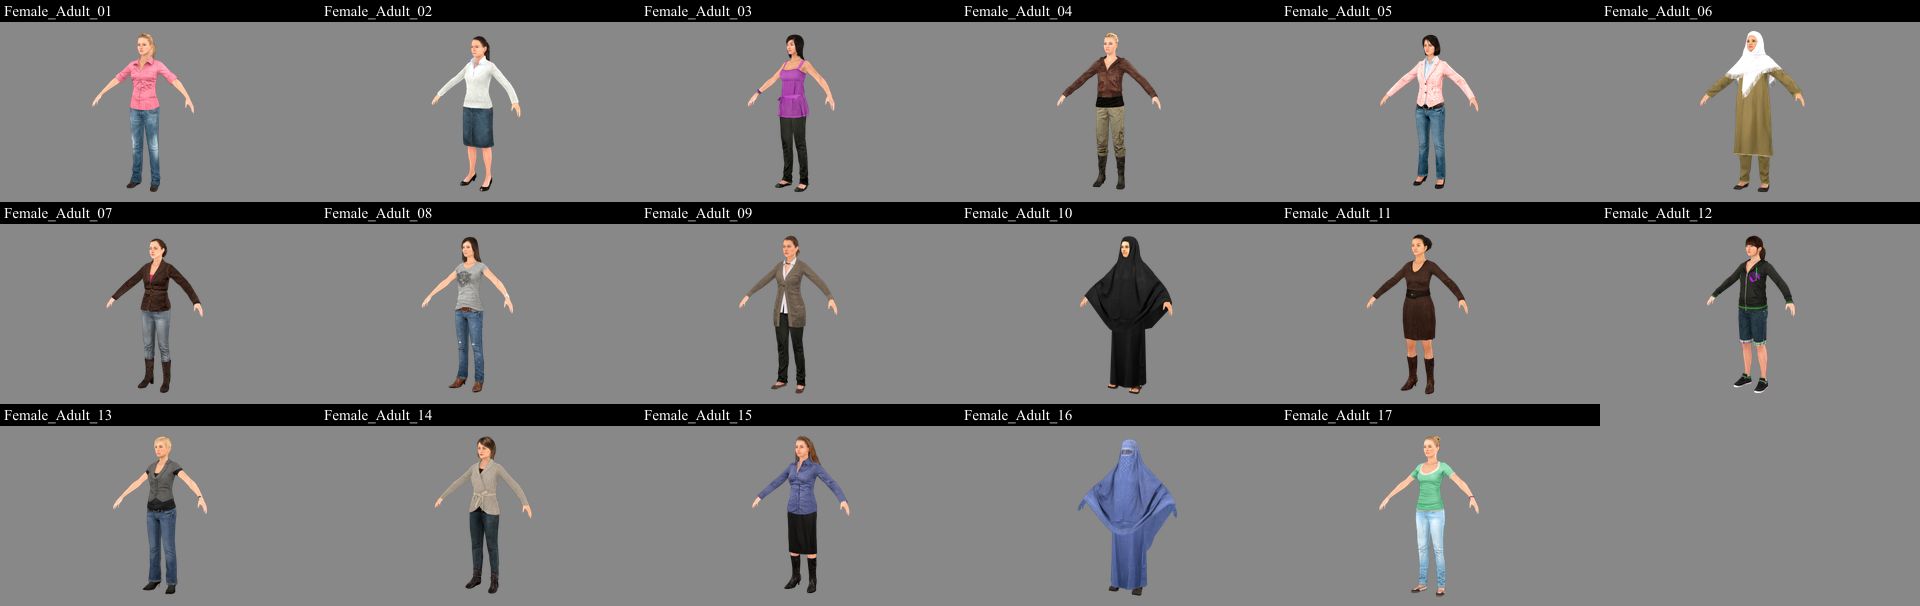 Female_Adult_01
Female_Adult_02
Female_Adult_03
Female_Adult_04
Female_Adult_05
Female_Adult_06
Female_Adult_07
Female_Adult_08
Female_Adult_09
Female_Adult_10
Female_Adult_11
Female_Adult_12
Female_Adult_13
Female_Adult_14
Female_Adult_15
Female_Adult_16
Female_Adult_17